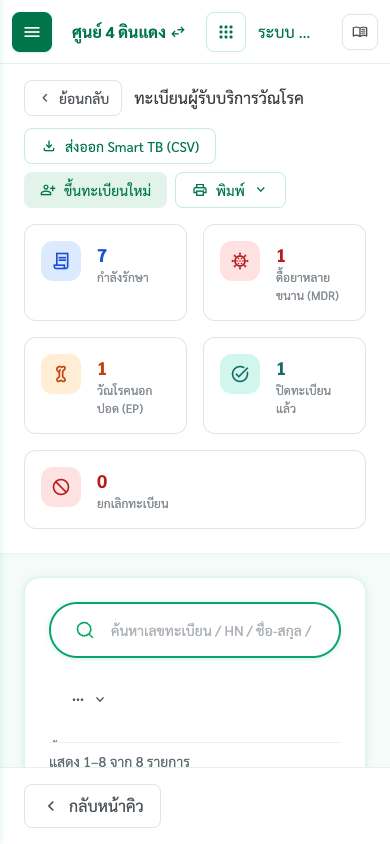 ศูนย์ 4 ดินแดง
ระบบ ...
ย้อนกลับ
ทะเบียนผู้รับบริการวัณโรค
ส่งออก Smart TB (CSV)
ขึ้นทะเบียนใหม่
พิมพ์
7
กำลังรักษา
1
ดื้อยาหลาย
ขนาน (MDR)
1
วัณโรคนอก
ปอด (EP)
1
ปิดทะเบียน
แล้ว
0
ยกเลิกทะเบียน
ค้นหาเลขทะเบียน / HN / ชื่อ-สกุล /
...
แสดง 1–8 จาก 8 รายการ
กลับหน้าคิว